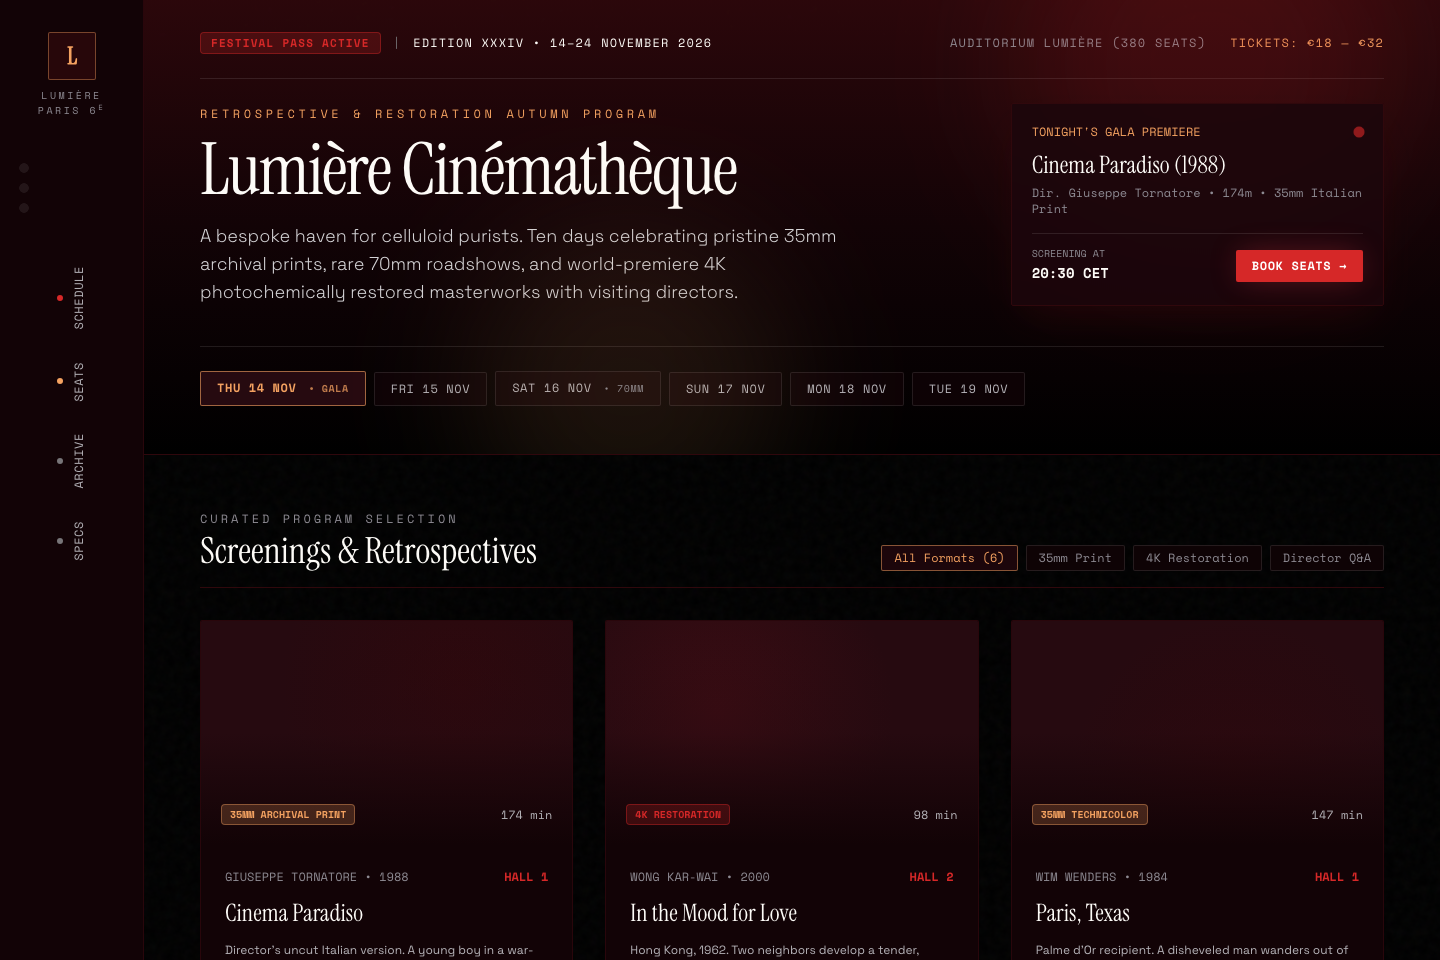 L
LUMIÈRE
PARIS 6E
SCHEDULE
SEATS
ARCHIVE
SPECS
FESTIVAL PASS ACTIVE | EDITION XXXIV • 14–24 NOVEMBER 2026
AUDITORIUM LUMIÈRE (380 SEATS) TICKETS: €18 — €32
RETROSPECTIVE & RESTORATION AUTUMN PROGRAM
Lumière Cinémathèque
A bespoke haven for celluloid purists. Ten days celebrating pristine 35mm
archival prints, rare 70mm roadshows, and world-premiere 4K
photochemically restored masterworks with visiting directors.
TONIGHT'S GALA PREMIERE
Cinema Paradiso (1988)
Dir. Giuseppe Tornatore • 174m • 35mm Italian
Print
SCREENING AT
20:30 CET
BOOK SEATS →
THU 14 NOV • GALA
FRI 15 NOV
SAT 16 NOV • 70MM
SUN 17 NOV
MON 18 NOV
TUE 19 NOV
CURATED PROGRAM SELECTION
Screenings & Retrospectives
All Formats (6)
35mm Print
4K Restoration
Director Q&A
35MM ARCHIVAL PRINT
174 min
GIUSEPPE TORNATORE • 1988
HALL 1
Cinema Paradiso
Director's uncut Italian version. A young boy in a war-
4K RESTORATION
98 min
WONG KAR-WAI • 2000
HALL 2
In the Mood for Love
Hong Kong, 1962. Two neighbors develop a tender,
35MM TECHNICOLOR
147 min
WIM WENDERS • 1984
HALL 1
Paris, Texas
Palme d'Or recipient. A disheveled man wanders out of